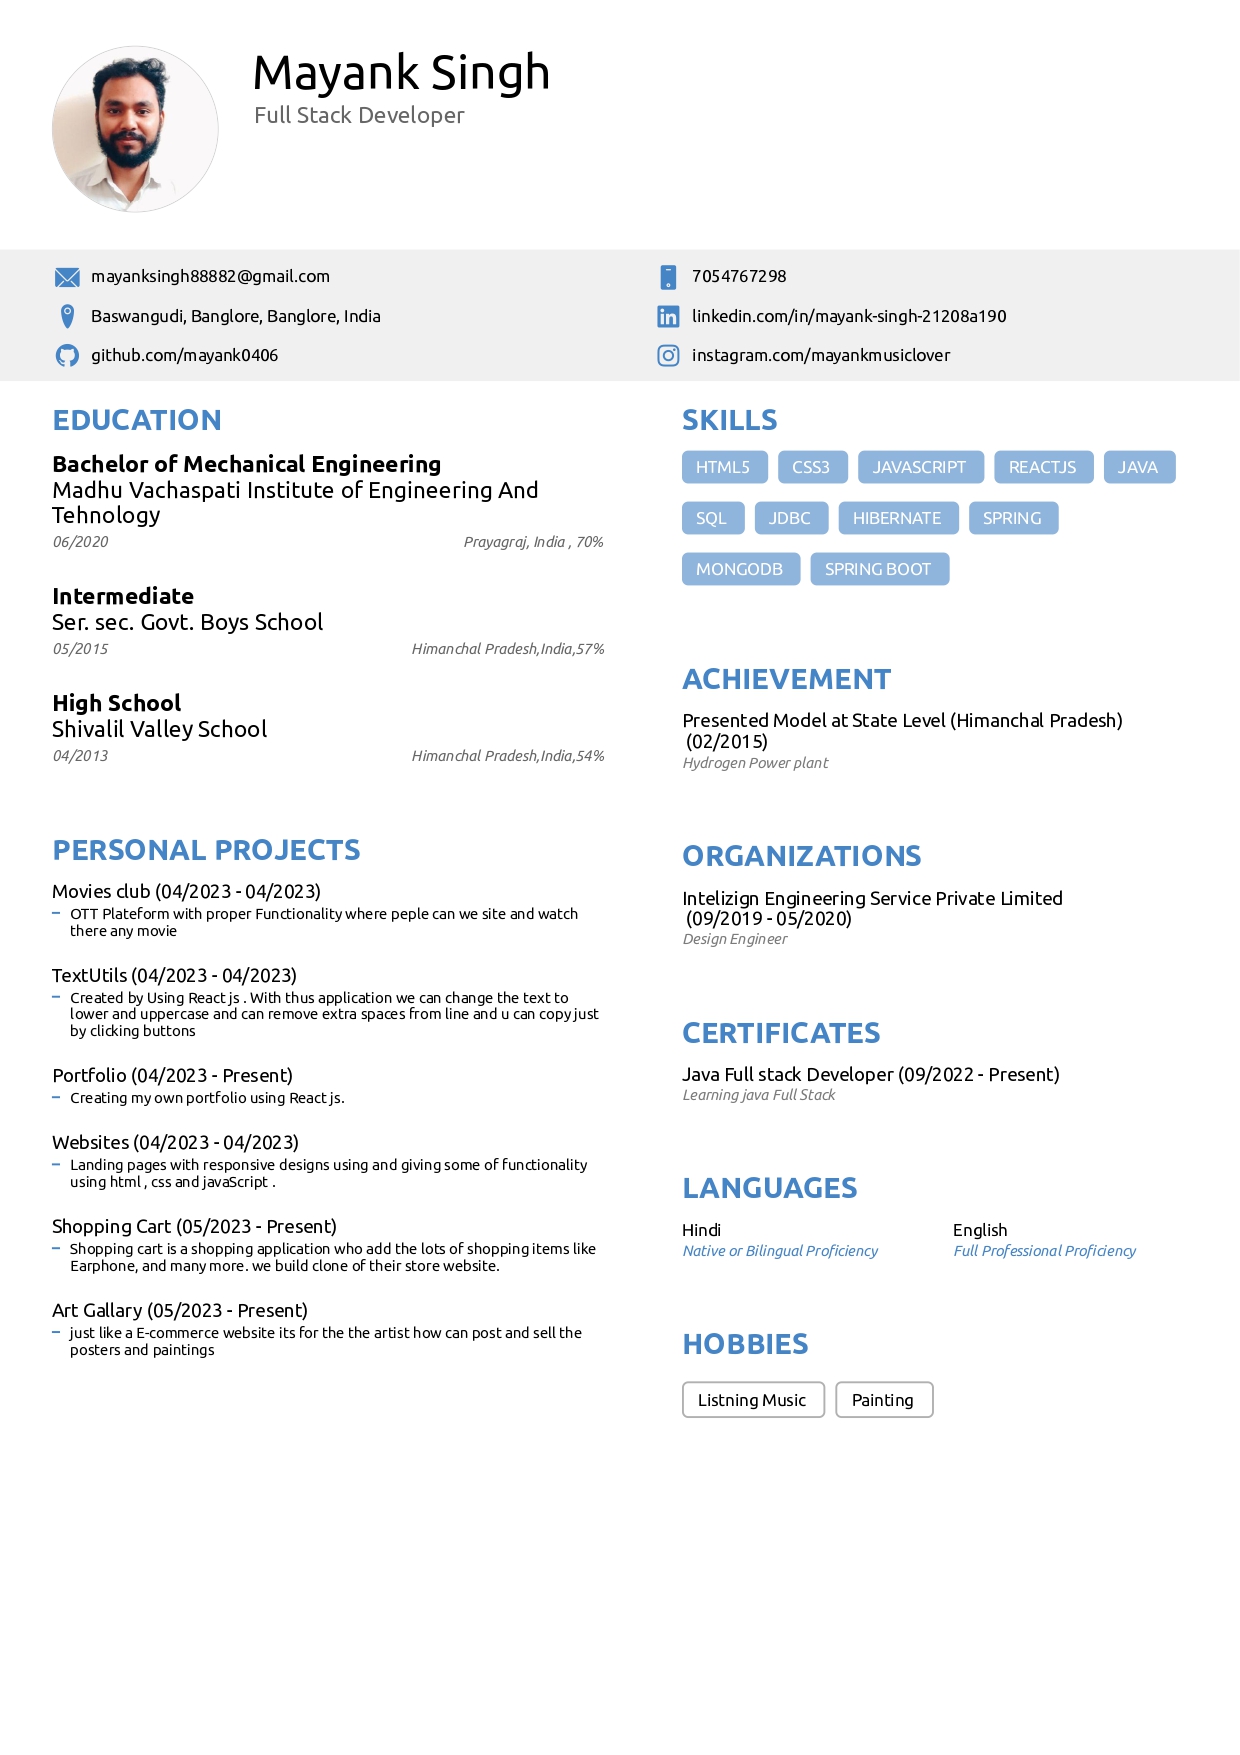 Mayank Singh
Full Stack Developer
mayanksingh88882@gmail.com
7054767298
Baswangudi, Banglore, Banglore, India
linkedin.com/in/mayank-singh-21208a190
github.com/mayank0406
instagram.com/mayankmusiclover
EDUCATION
Bachelor of Mechanical Engineering
Madhu Vachaspati Institute of Engineering And
Tehnology
06/2020
Prayagraj, India , 70%
Intermediate
Ser. sec. Govt. Boys School
05/2015
Himanchal Pradesh,India,57%
High School
Shivalil Valley School
04/2013
Himanchal Pradesh,India,54%
PERSONAL PROJECTS
Movies club (04/2023 - 04/2023)
– OTT Plateform with proper Functionality where peple can we site and watch
there any movie
TextUtils (04/2023 - 04/2023)
– Created by Using React js . With thus application we can change the text to
lower and uppercase and can remove extra spaces from line and u can copy just
by clicking buttons
Portfolio (04/2023 - Present)
– Creating my own portfolio using React js.
Websites (04/2023 - 04/2023)
– Landing pages with responsive designs using and giving some of functionality
using html , css and javaScript .
Shopping Cart (05/2023 - Present)
– Shopping cart is a shopping application who add the lots of shopping items like
Earphone, and many more. we build clone of their store website.
Art Gallary (05/2023 - Present)
– just like a E-commerce website its for the the artist how can post and sell the
posters and paintings
SKILLS
HTML5 CSS3 JAVASCRIPT REACTJS JAVA
SQL JDBC HIBERNATE SPRING
MONGODB SPRING BOOT
ACHIEVEMENT
Presented Model at State Level (Himanchal Pradesh)
(02/2015)
Hydrogen Power plant
ORGANIZATIONS
Intelizign Engineering Service Private Limited
(09/2019 - 05/2020)
Design Engineer
CERTIFICATES
Java Full stack Developer (09/2022 - Present)
Learning java Full Stack
LANGUAGES
Hindi
Native or Bilingual Proficiency
English
Full Professional Proficiency
HOBBIES
Listning Music Painting